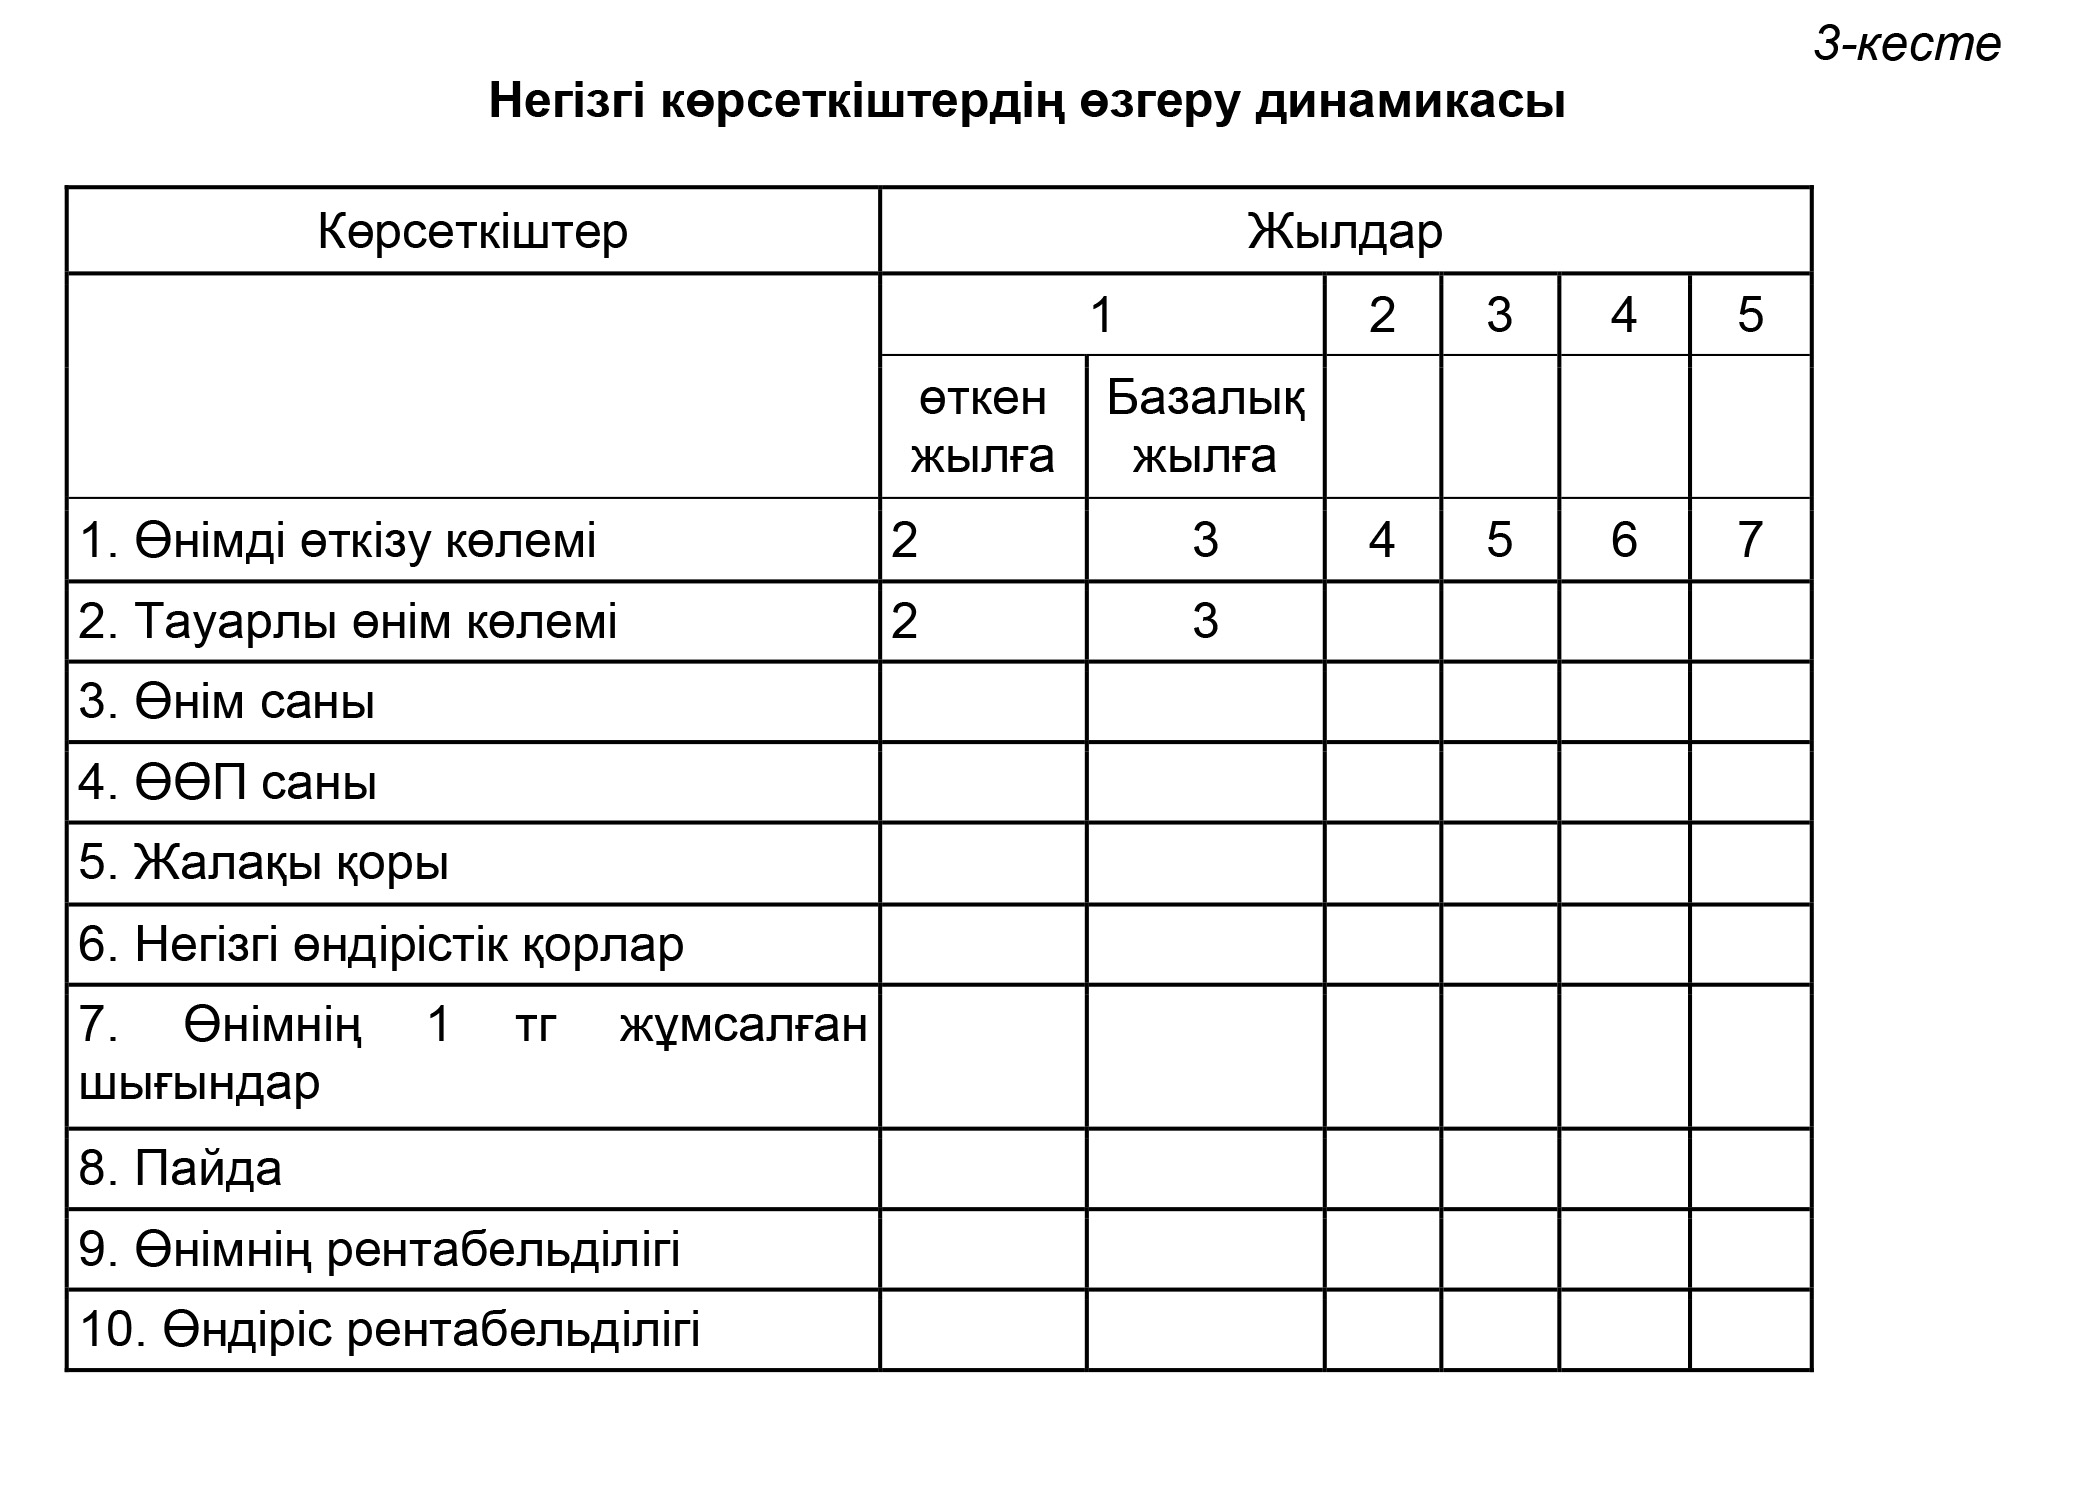 3-кесте
Негізгі көрсеткіштердің өзгеру динамикасы
Көрсеткіштер Жылдар
1 2 3 4 5
өткен жылға Базалық жылға
1. Өнімді өткізу көлемі 2 3 4 5 6 7
2. Тауарлы өнім көлемі 2 3
3. Өнім саны
4. ӨӨП саны
5. Жалақы қоры
6. Негізгі өндірістік қорлар
7. Өнімнің 1 тг жұмсалған
шығындар
8. Пайда
9. Өнімнің рентабельділігі
10. Өндіріс рентабельділігі